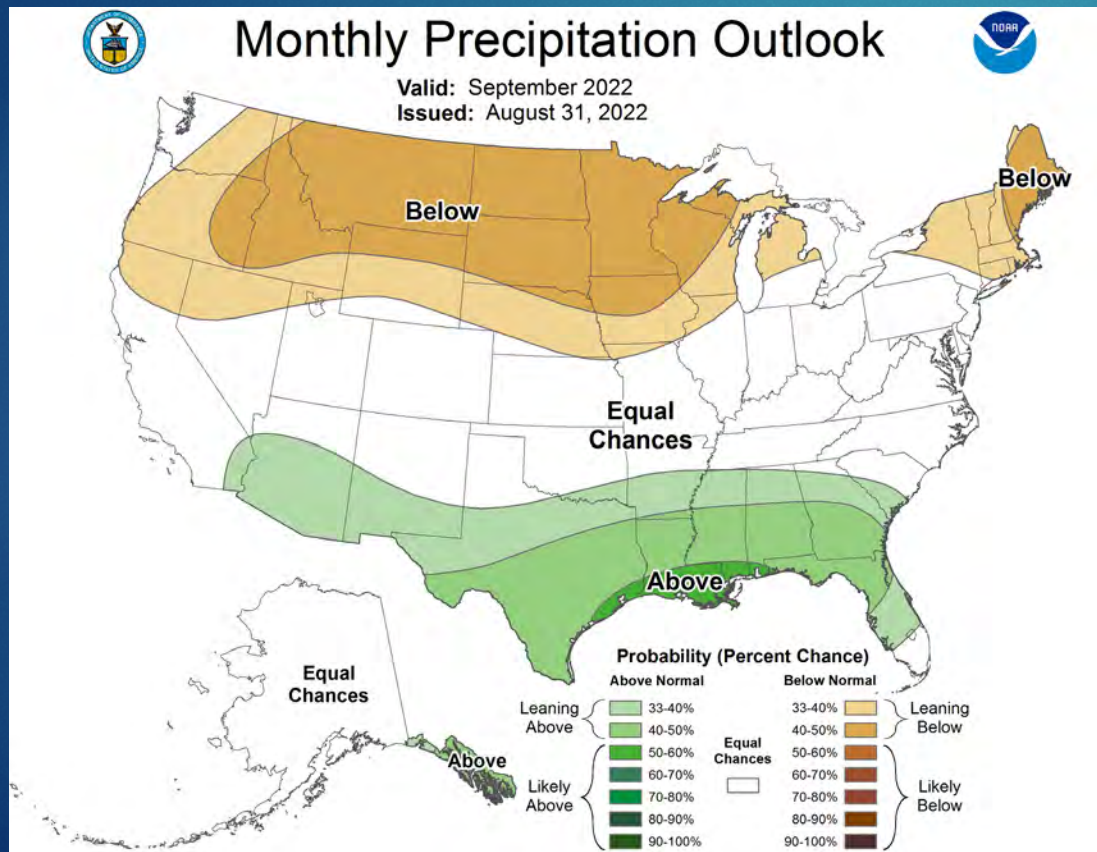 Monthly Precipitation Outlook
NOAA
Valid: September 2022
Issued: August 31, 2022
Below
Below
Equal
Chances
Above
Equal
Chances
Above
Probability (Percent Chance)
Above Normal
Below Normal
Leaning
Above
33-40%
40-50%
Likely
Above
50-60%
60-70%
70-80%
80-90%
90-100%
Equal
Chances
33-40%
40-50%
Leaning
Below
50-60%
60-70%
70-80%
80-90%
90-100%
Likely
Below